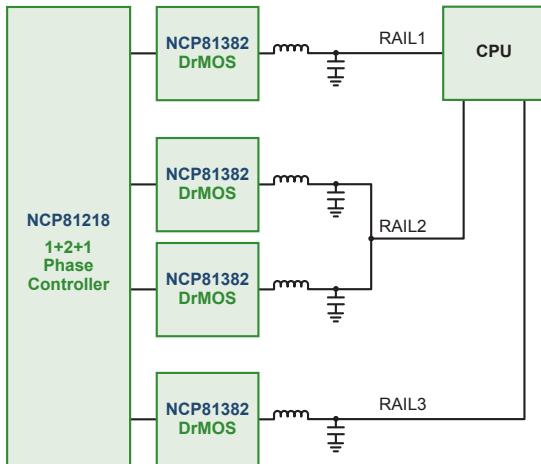 NCP81382
DrMOS
RAIL1
CPU
NCP81382
DrMOS
NCP81218
1+2+1
Phase
Controller
RAIL2
NCP81382
DrMOS
NCP81382
DrMOS
RAIL3